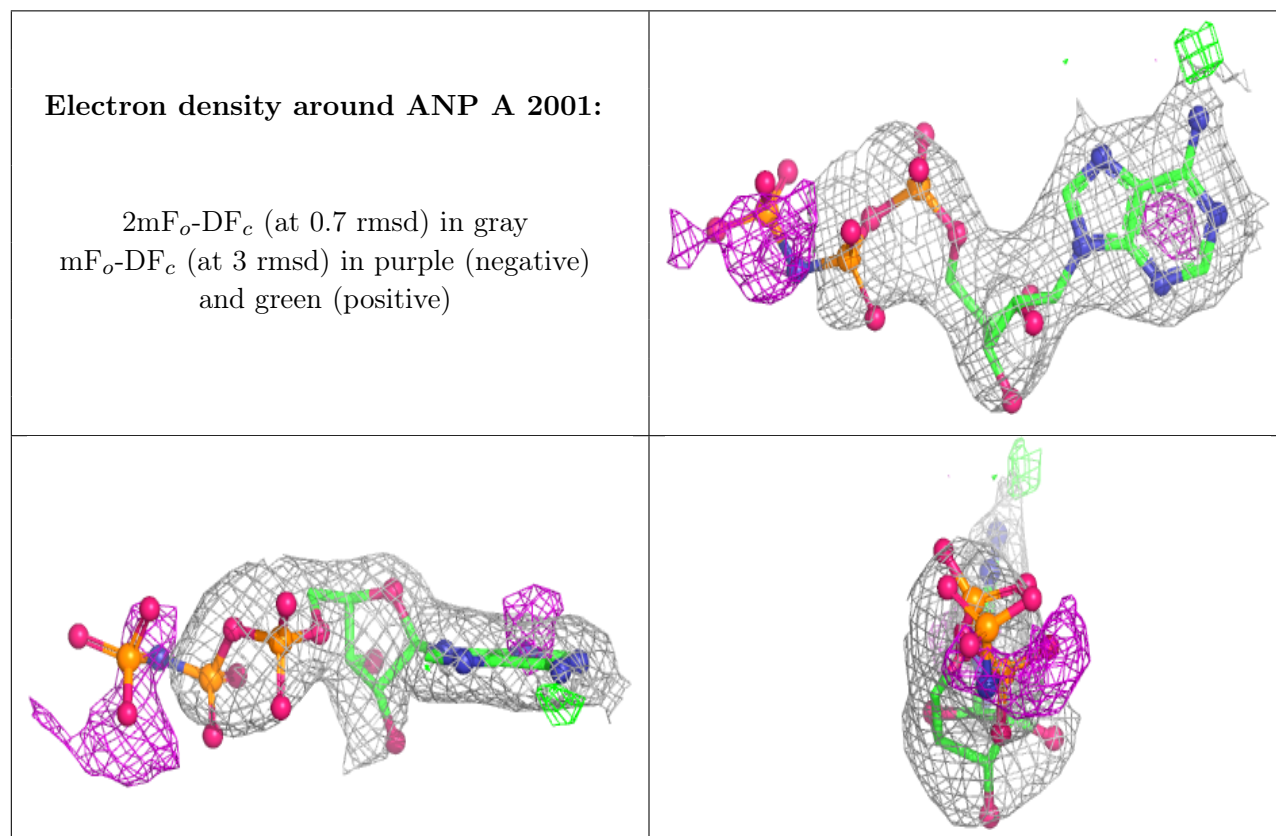 Electron density around ANP A 2001:
2mFo-DFc (at 0.7 rmsd) in gray
mFo-DFc (at 3 rmsd) in purple (negative)
and green (positive)